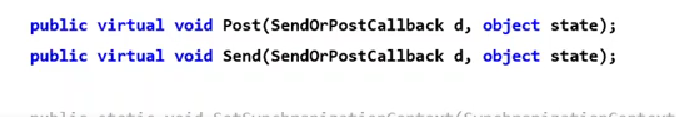 public virtual void Post(SendOrPostCallback d, object state);
public virtual void Send(SendOrPostCallback d, object state);
public static void SetSynchronizationContext(SynchronizationContext